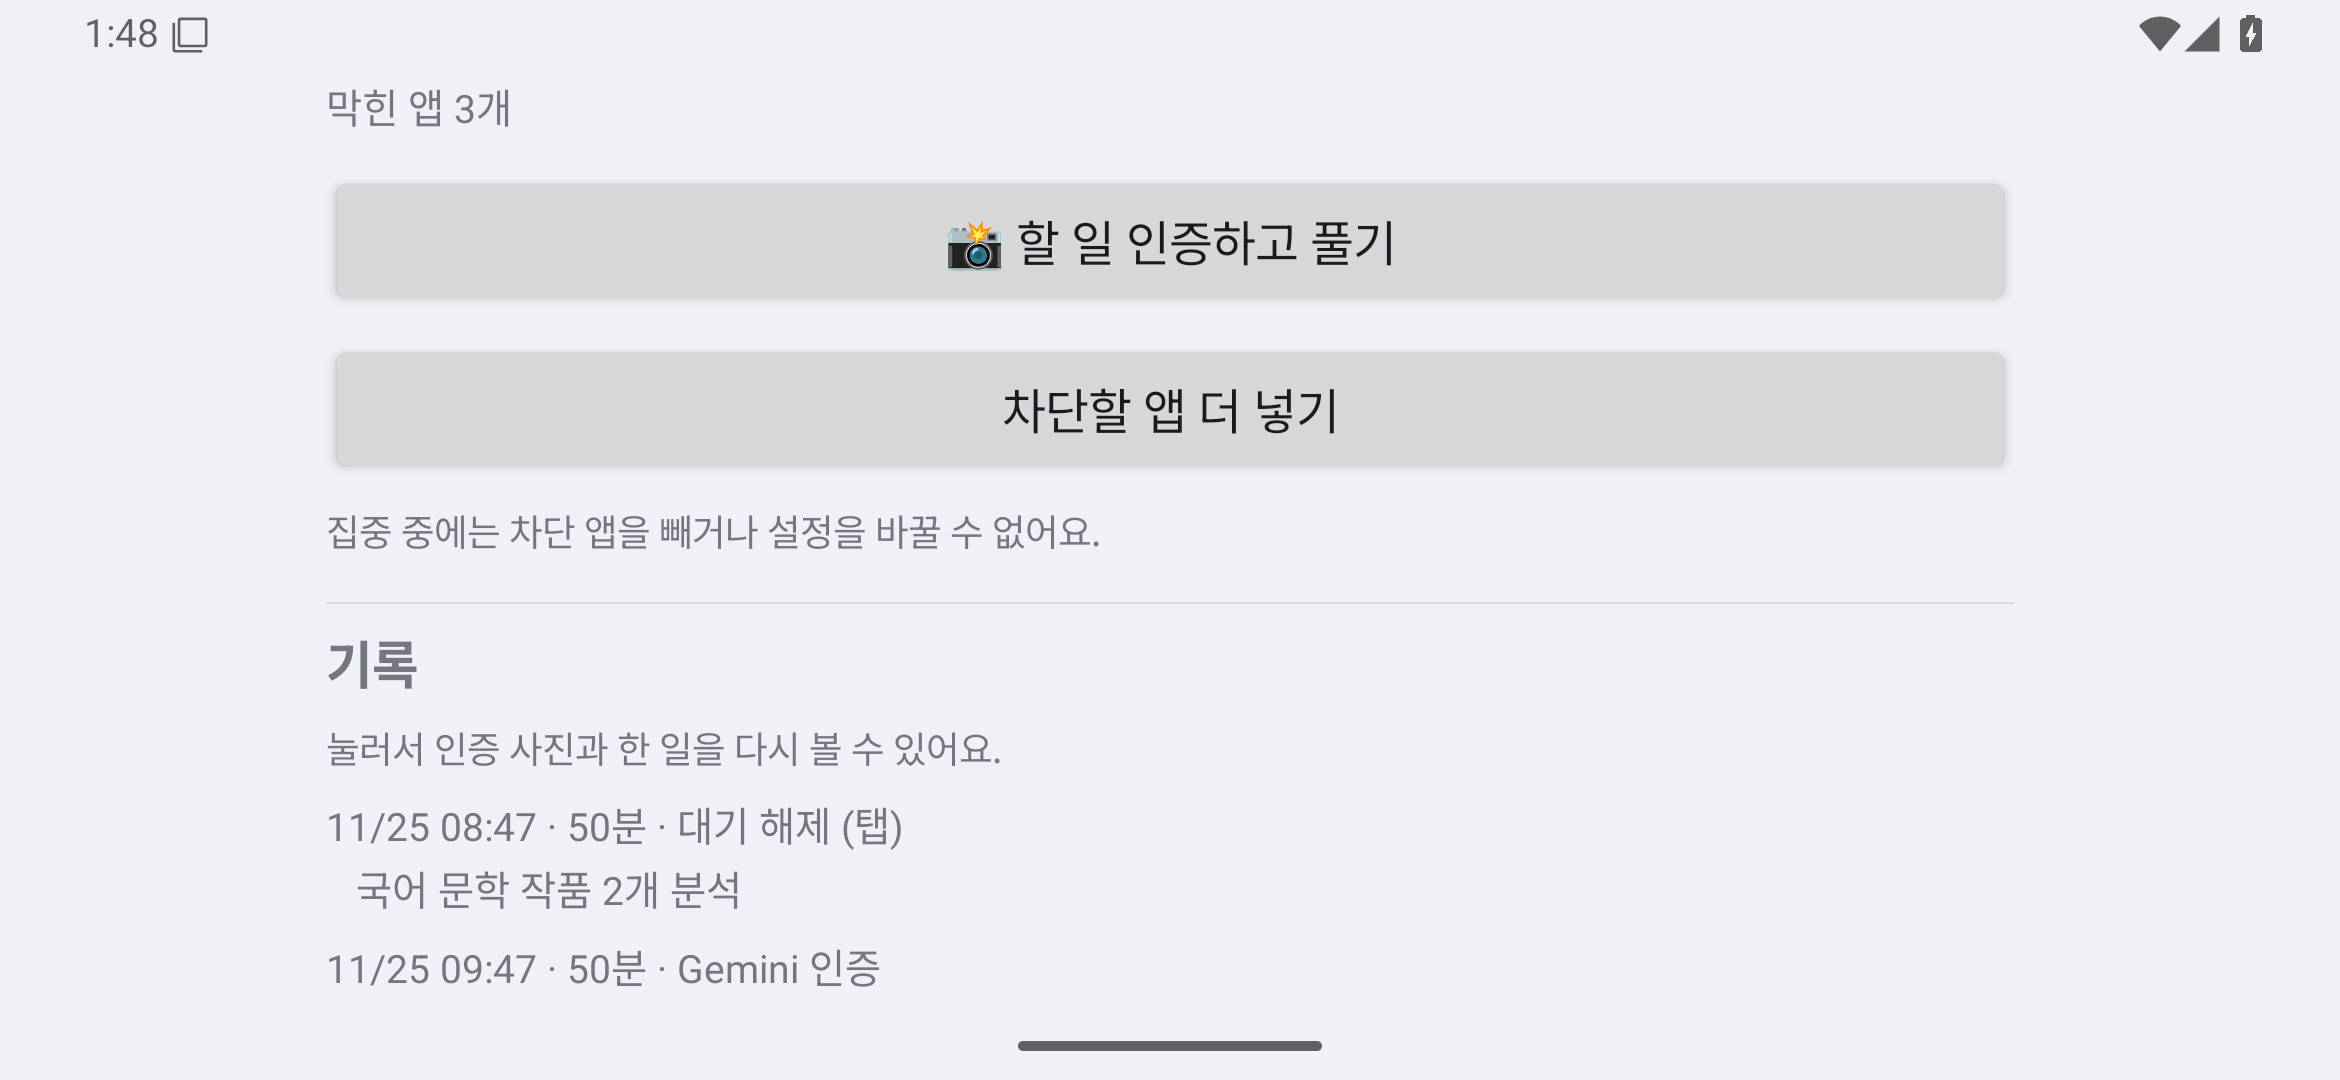 1:48
막힌 앱 3개
📸 할 일 인증하고 풀기
차단할 앱 더 넣기
집중 중에는 차단 앱을 빼거나 설정을 바꿀 수 없어요.
기록
눌러서 인증 사진과 한 일을 다시 볼 수 있어요.
11/25 08:47 · 50분 · 대기 해제 (탭)
국어 문학 작품 2개 분석
11/25 09:47 · 50분 · Gemini 인증